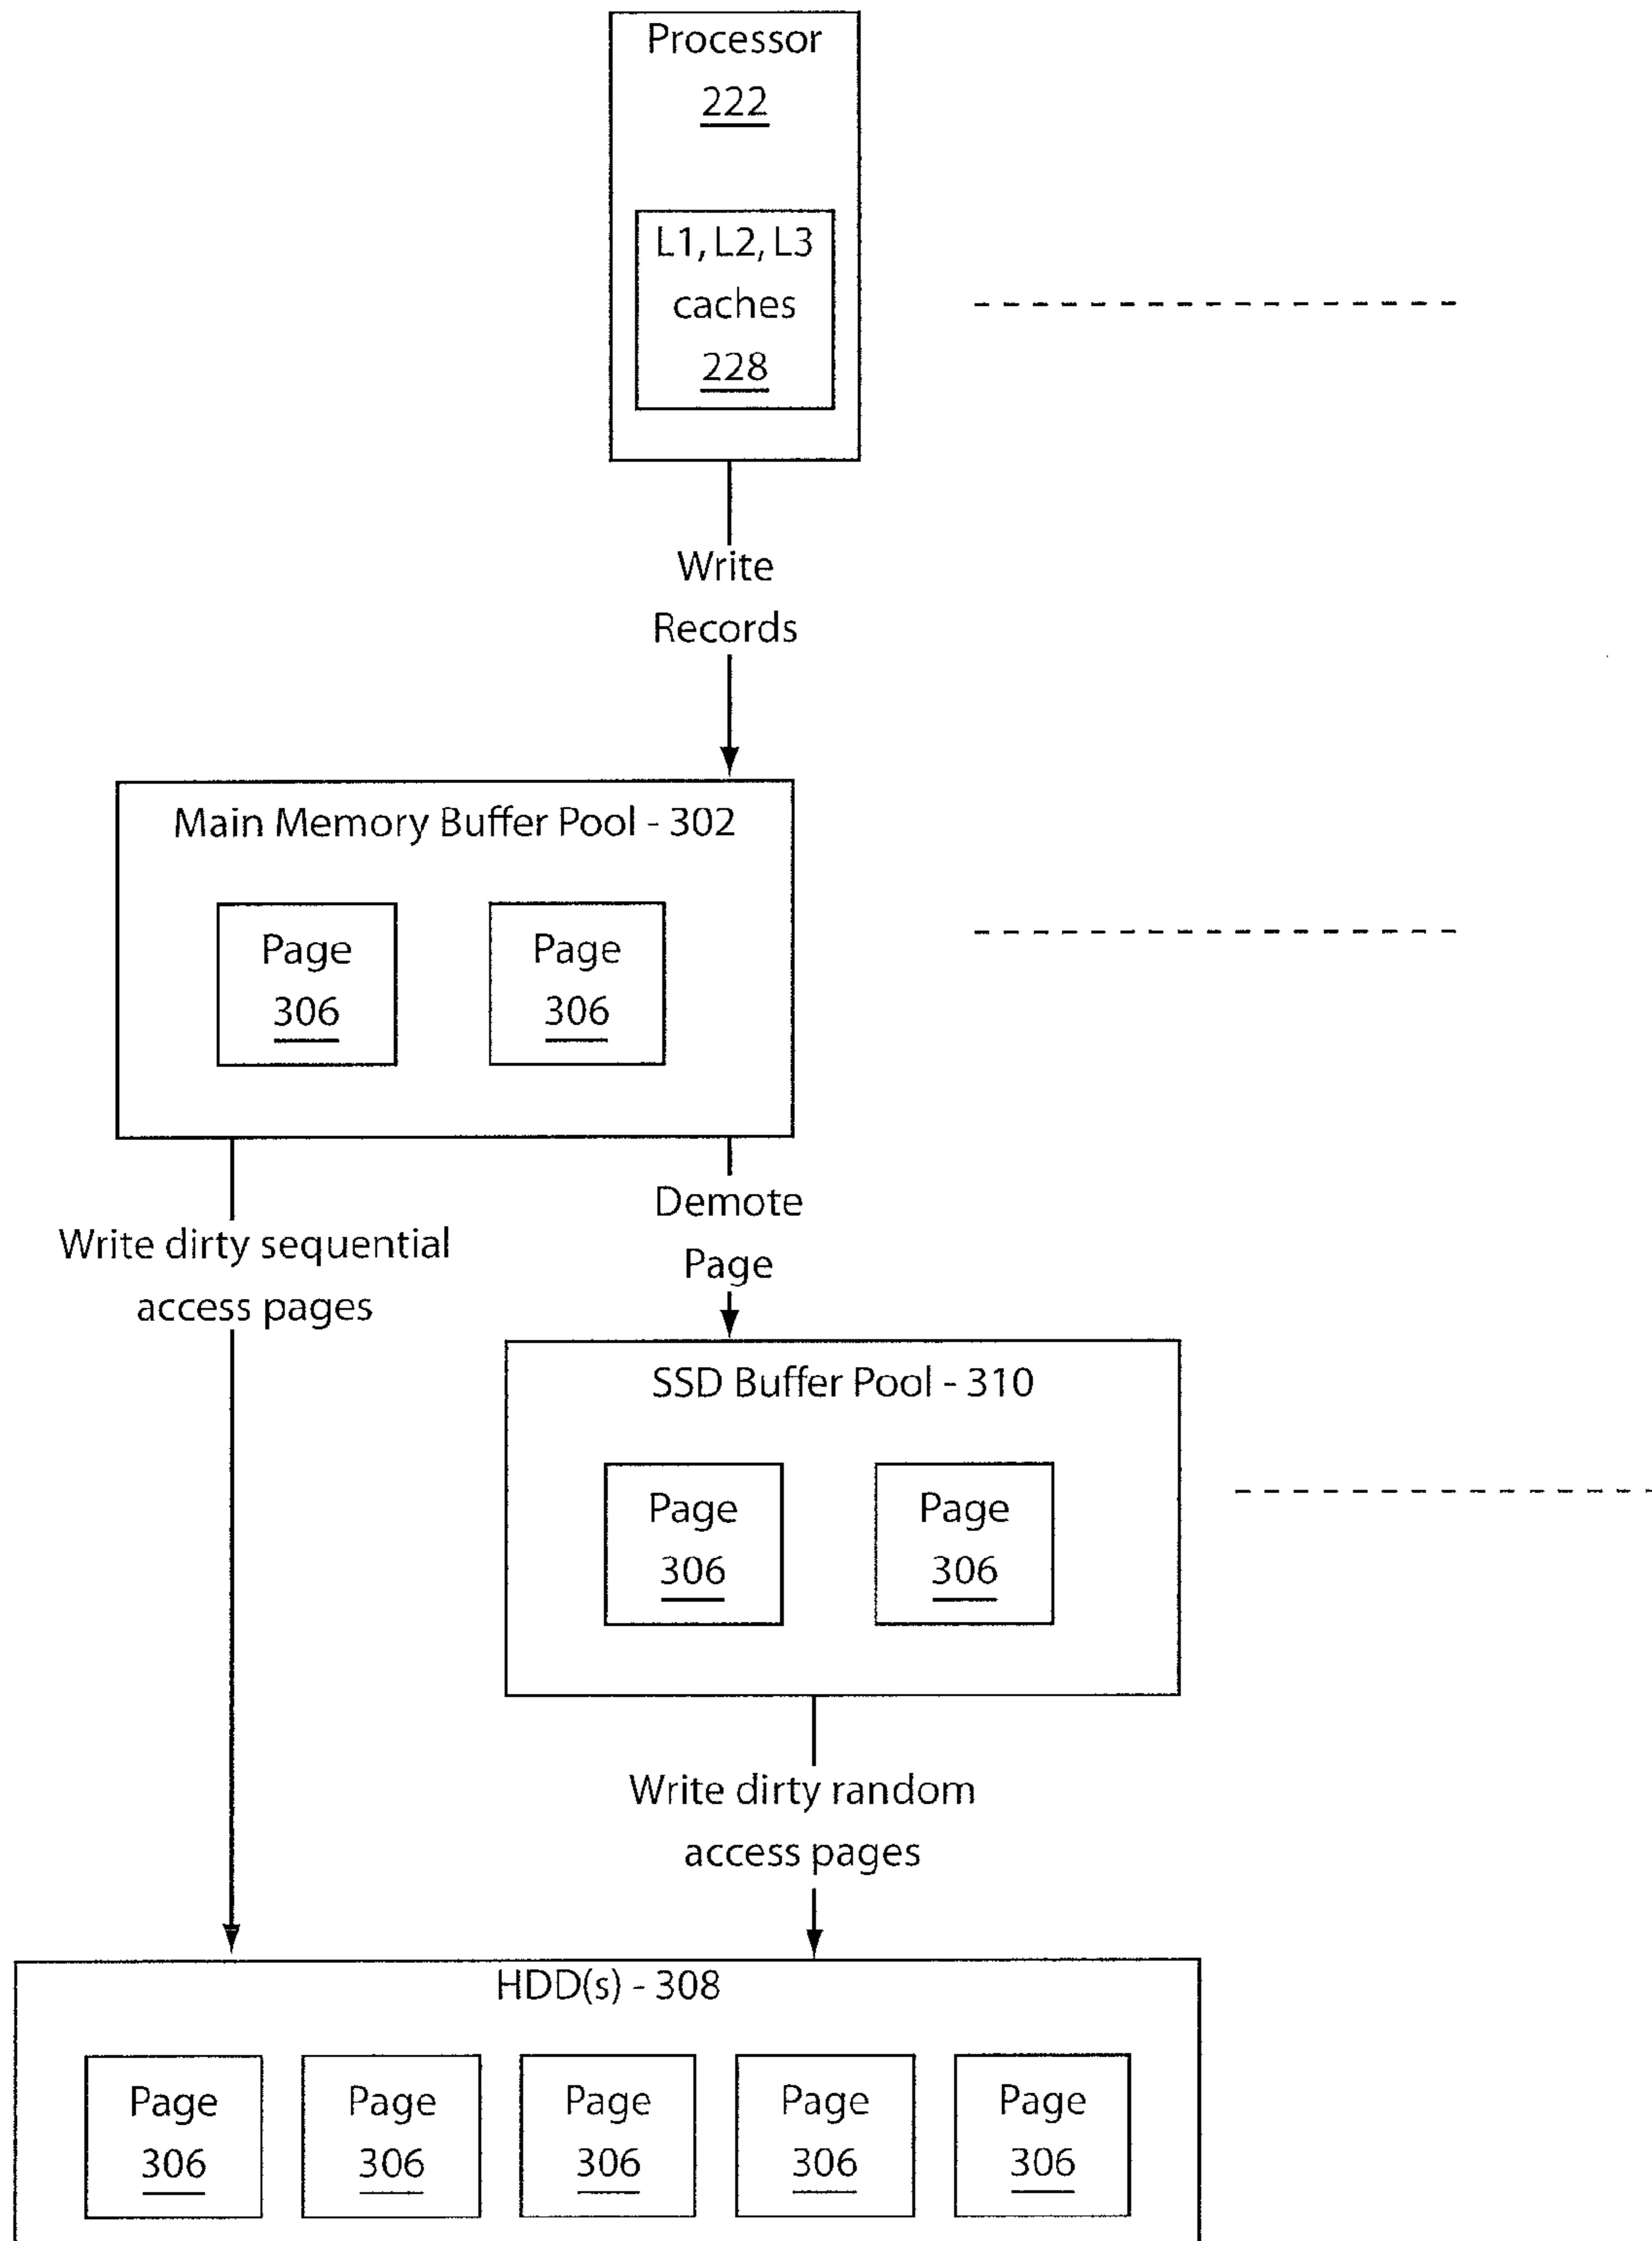 Processor
222
L1, L2, L3
caches
228
Write
Records
Main Memory Buffer Pool - 302
Page
306
Page
306
Write dirty sequential
access pages
Demote
Page
SSD Buffer Pool - 310
Page
306
Page
306
Write dirty random
access pages
HDD(s) - 308
Page
306
Page
306
Page
306
Page
306
Page
306